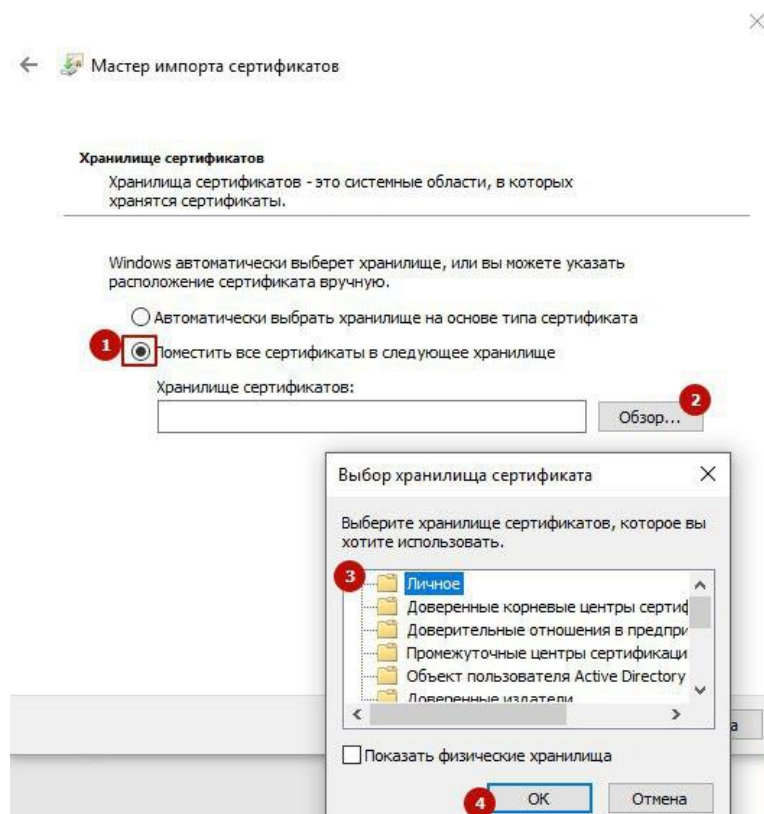 Мастер импорта сертификатов
Хранилище сертификатов
Хранилища сертификатов - это системные области, в которых
хранятся сертификаты.
Windows автоматически выберет хранилище, или вы можете указать
расположение сертификата вручную.
Автоматически выбрать хранилище на основе типа сертификата
1 Поместить все сертификаты в следующее хранилище
Хранилище сертификатов:
2
Обзор...
Выбор хранилища сертификата
Выберите хранилище сертификатов, которое вы
хотите использовать.
3 Личное
Доверенные корневые центры сертиф
Доверительные отношения в предпри
Промежуточные центры сертификаци
Объект пользователя Active Directory
Доверенные издатели
а
Показать физические хранилища
4 ОК Отмена